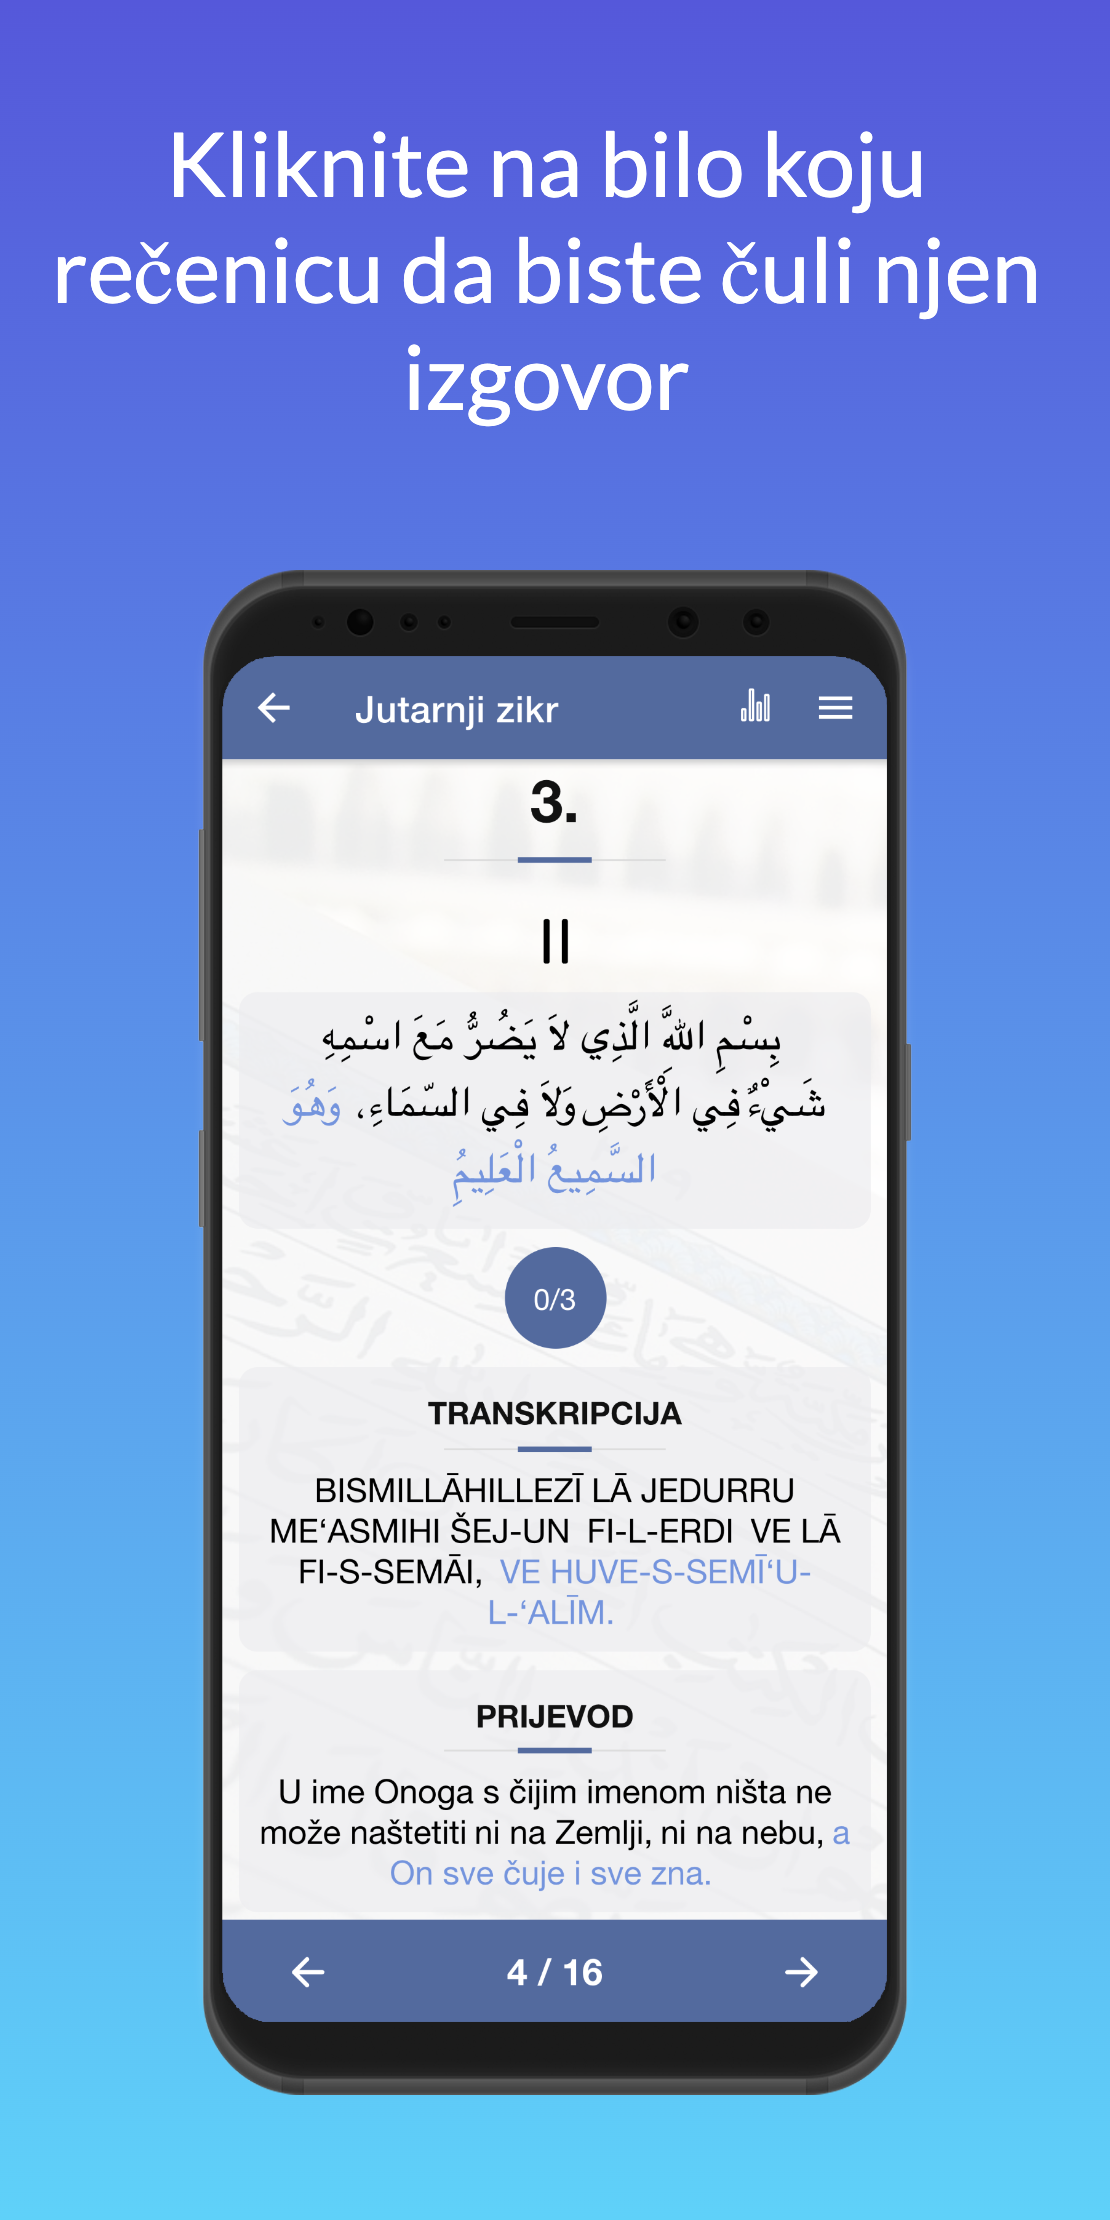 Kliknite na bilo koju
rečenicu da biste čuli njen
izgovor
Jutarnji zikr
3.
بِسْمِ اللهَِّ الَّذِي لاَ يَضُرُّ مَعَ اسْمِهِ
شَيْءٌ فِي الْأَرْضِ وَلاَ فِي السّمَاءِ، وَهُوَ
السَّمِيعُ الْعَلِيمُِ
0/3
TRANSKRIPCIJA
BISMILLĀHILLEZĪ LĀ JEDURRU
ME‘ASMIHI ŠEJ-UN FI-L-ERDI VE LĀ
FI-S-SEMĀI, VE HUVE-S-SEMĪ‘U-
L-‘ALĪM.
PRIJEVOD
U ime Onoga s čijim imenom ništa ne
može naštetiti ni na Zemlji, ni na nebu, a
On sve čuje i sve zna.
4 / 16